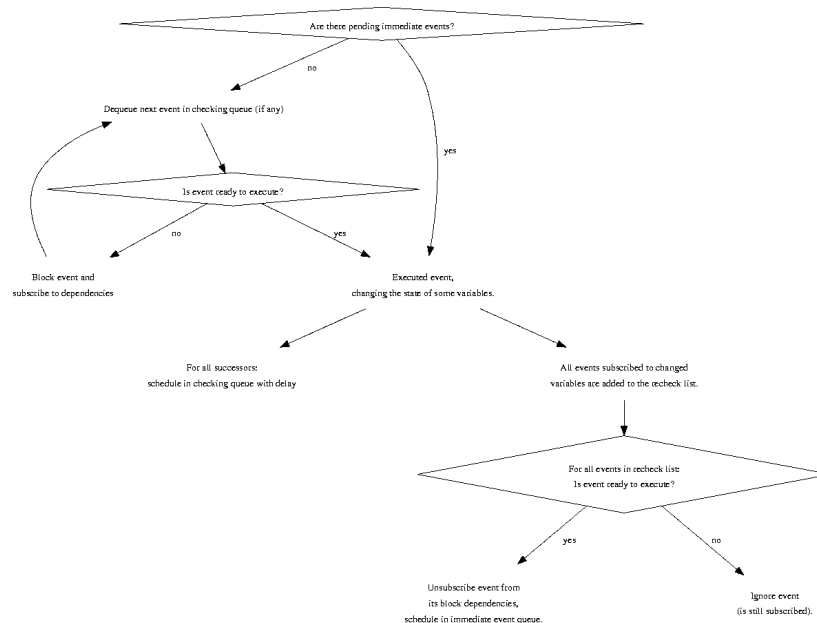 Are there pending immediate events?
no
Dequeue next event in checking queue (if any)
yes
Is event ready to execute?
no
yes
Block event and
subscribe to dependencies
Executed event,
changing the state of some variables.
For all successors:
schedule in checking queue with delay
All events subscribed to changed
variables are added to the recheck list.
For all events in recheck list:
Is event ready to execute?
yes
no
Unsubscribe event from
its block dependencies,
schedule in immediate event queue.
Ignore event
(is still subscribed).